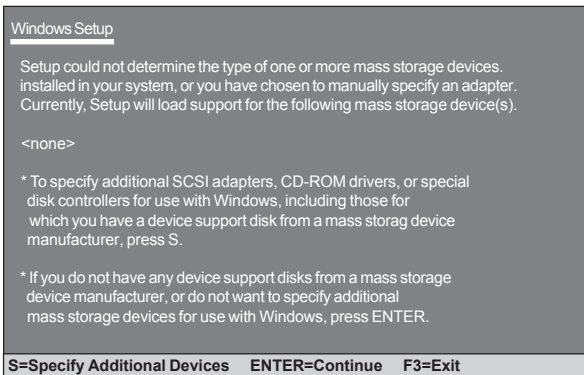 Windows Setup
Setup could not determine the type of one or more mass storage devices.
installed in your system, or you have chosen to manually specify an adapter.
Currently, Setup will load support for the following mass storage device(s).
<none>
* To specify additional SCSI adapters, CD-ROM drivers, or special
disk controllers for use with Windows, including those for
which you have a device support disk from a mass storag device
manufacturer, press S.
* If you do not have any device support disks from a mass storage
device manufacturer, or do not want to specify additional
mass storage devices for use with Windows, press ENTER.
S=Specify Additional Devices ENTER=Continue F3=Exit